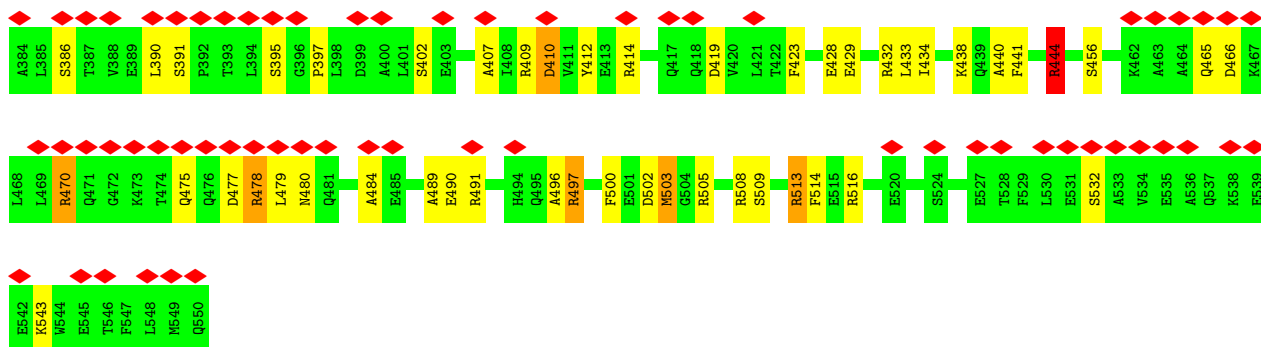 A384 L385 S386 T387 V388 E389 L390 S391 P392 T393 L394 S395 G396 P397 L398 D399 A400 L401 S402 E403 A407 I408 R409 D410 V411 Y412 E413 R414 Q417 Q418 D419 V420 L421 T422 F423 E428 E429 R432 L433 I434 K438 Q439 A440 F441 R444 S456 K462 A463 A464 Q465 D466 K467
L468 L469 R470 Q471 G472 K473 T474 Q475 Q476 D477 R478 L479 N480 Q481 A484 E485 A489 E490 R491 H494 Q495 A496 R497 F500 E501 D502 M503 G504 R505 R508 S509 R513 F514 E515 R516 E520 S524 E527 T528 F529 L530 E531 S532 A533 V534 E535 A536 Q537 K538 E539
E542 K543 W544 E545 T546 F547 L548 M549 Q550